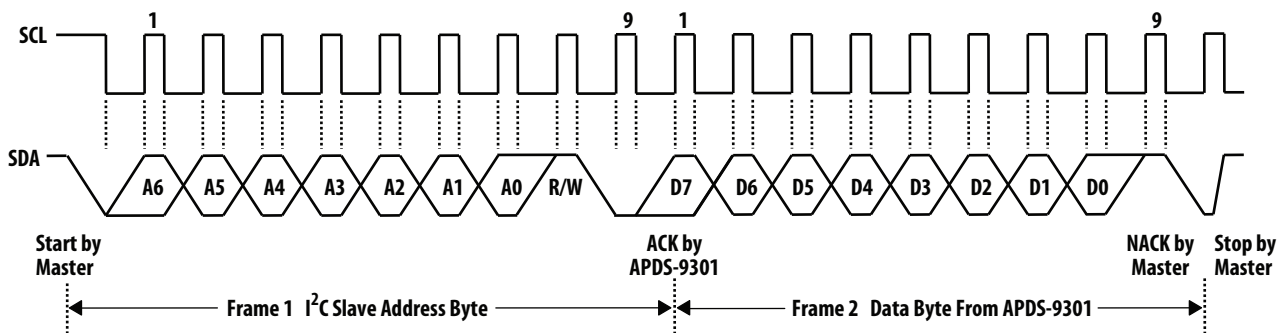 1 9 1 9
SCL
SDA A6 A5 A4 A3 A2 A1 A0 R/W D7 D6 D5 D4 D3 D2 D1 D0
Start by
Master
ACK by
APDS-9301
NACK by
Master
Stop by
Master
Frame 1 I²C Slave Address Byte
Frame 2 Data Byte From APDS-9301